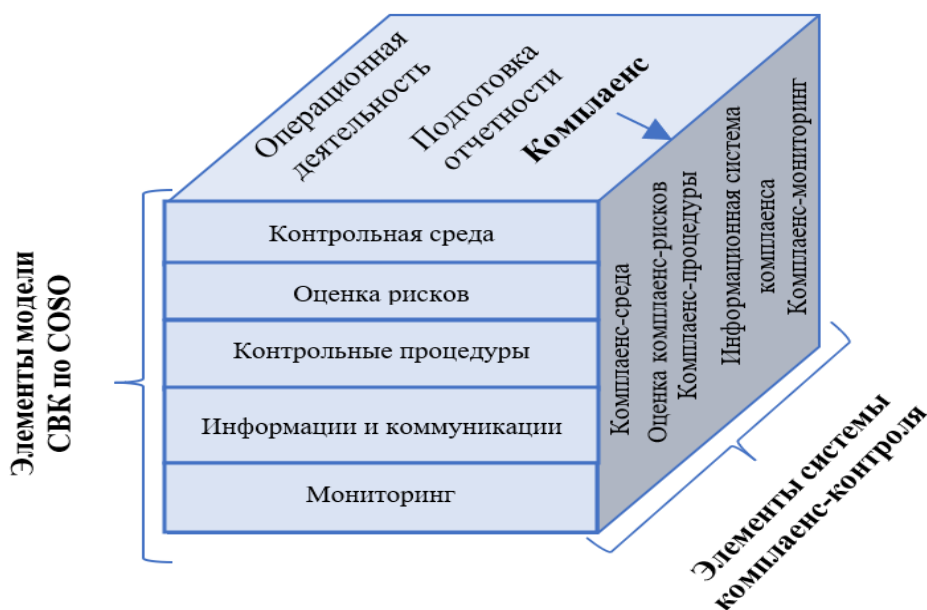 Операционная
деятельность
Подготовка
отчетности
Комплаенс
Элементы модели
СВК по COSO
Контрольная среда
Оценка рисков
Контрольные процедуры
Информации и коммуникации
Мониторинг
Комплаенс-среда
Оценка комплаенс-рисков
Комплаенс-процедуры
Информационная система
комплаенса
Комплаенс-мониторинг
Элементы системы
комплаенс-контроля